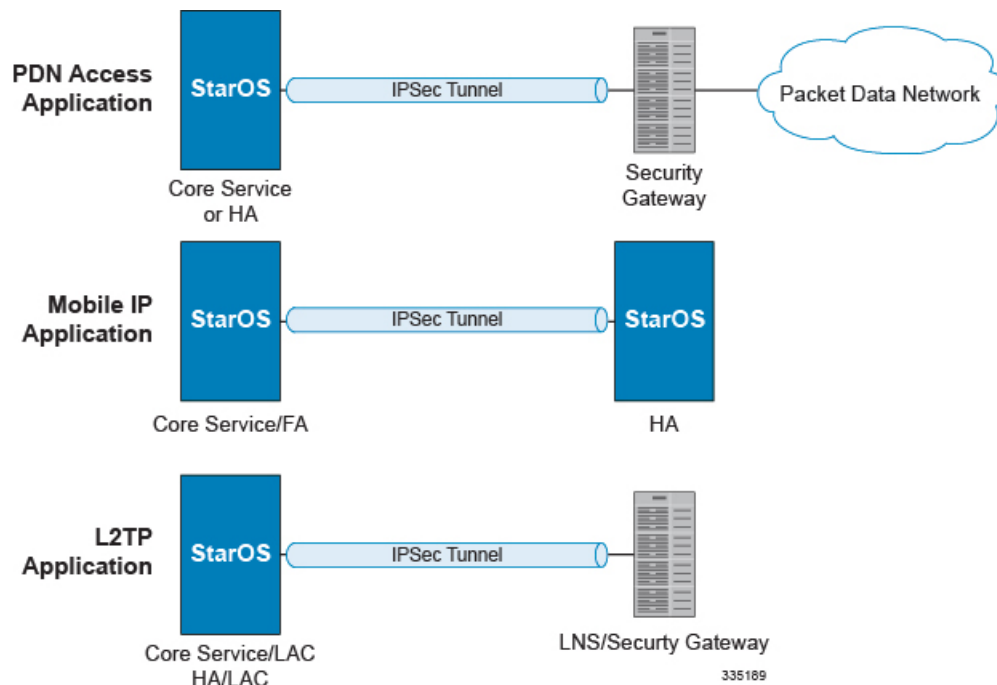 PDN Access
Application
StarOS
IPSec Tunnel
Packet Data Network
Core Service
or HA
Security
Gateway
Mobile IP
Application
StarOS
IPSec Tunnel
StarOS
Core Service/FA
HA
L2TP
Application
StarOS
IPSec Tunnel
Core Service/LAC
HA/LAC
LNS/Securty Gateway
335189